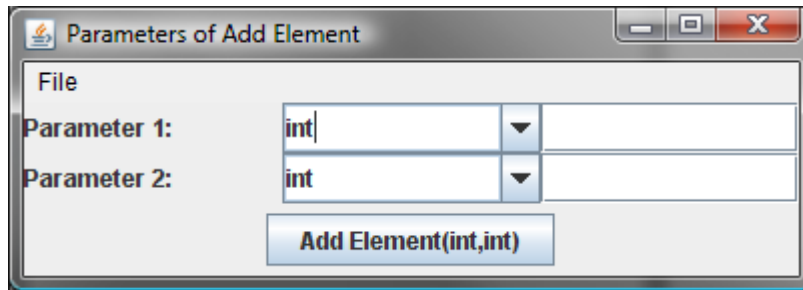 Parameters of Add Element
File
Parameter 1: int
Parameter 2: int
Add Element(int,int)